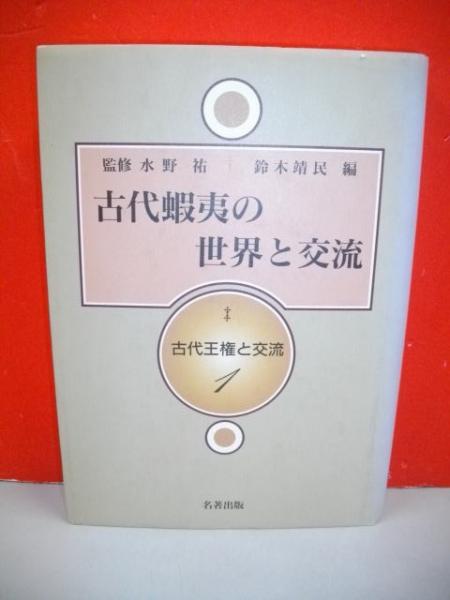 監修 水野 祐 鈴木靖民 編
古代蝦夷の
世界と交流
古代王権と交流
1
名著出版